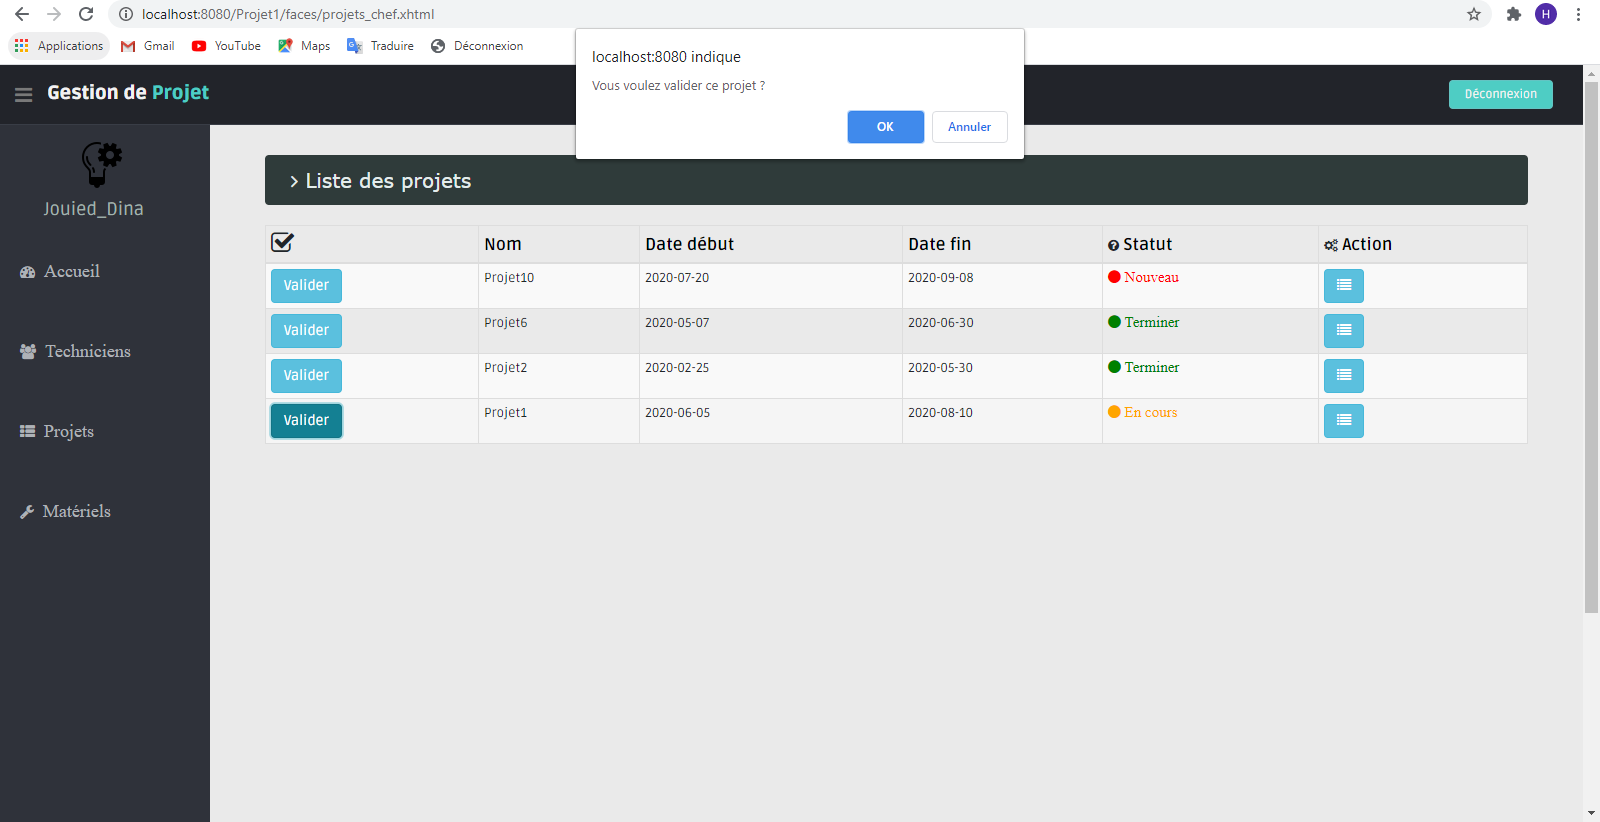 localhost:8080/Projet1/faces/projets_chef.xhtml
H
Applications Gmail YouTube Maps Traduire Déconnexion
localhost:8080 indique
Vous voulez valider ce projet ?
OK Annuler
Gestion de Projet
Déconnexion
Jouied_Dina
Accueil
Techniciens
Projets
Matériels
Liste des projets
Nom Date début Date fin Statut Action
Valider Projet10 2020-07-20 2020-09-08 Nouveau
Valider Projet6 2020-05-07 2020-06-30 Terminer
Valider Projet2 2020-02-25 2020-05-30 Terminer
Valider Projet1 2020-06-05 2020-08-10 En cours